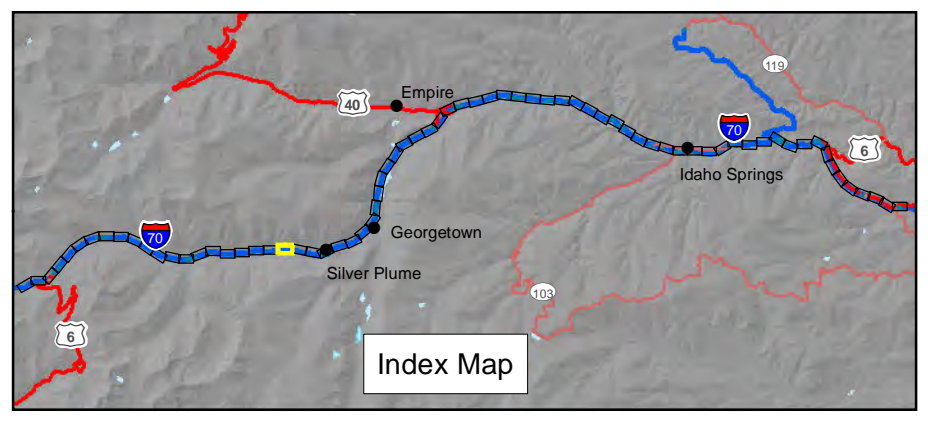 119
Empire
40
70
6
Idaho Springs
Georgetown
70
Silver Plume
103
6
Index Map